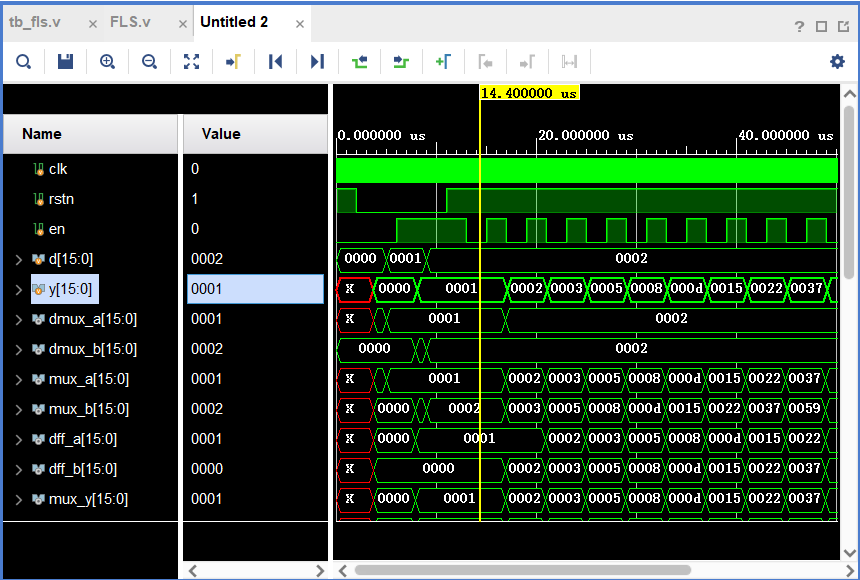 tb_fls.v × FLS.v × Untitled 2 × ?
14.400000 us
Name Value 0.000000 us 20.000000 us 40.000000 us
clk 0
rstn 1
en 0
d[15:0] 0002 0000 0001 0002
y[15:0] 0001 X 0000 0001 0002 0003 0005 0008 000d 0015 0022 0037
dmux_a[15:0] 0001 X 0001 0002
dmux_b[15:0] 0002 0000 0002
mux_a[15:0] 0001 X 0001 0002 0003 0005 0008 000d 0015 0022 0037
mux_b[15:0] 0002 X 0000 0002 0003 0005 0008 000d 0015 0022 0037 0059
dff_a[15:0] 0001 X 0000 0001 0002 0003 0005 0008 000d 0015 0022
dff_b[15:0] 0000 X 0000 0002 0003 0005 0008 000d 0015 0022 0037
mux_y[15:0] 0001 X 0000 0001 0002 0003 0005 0008 000d 0015 0022 0037